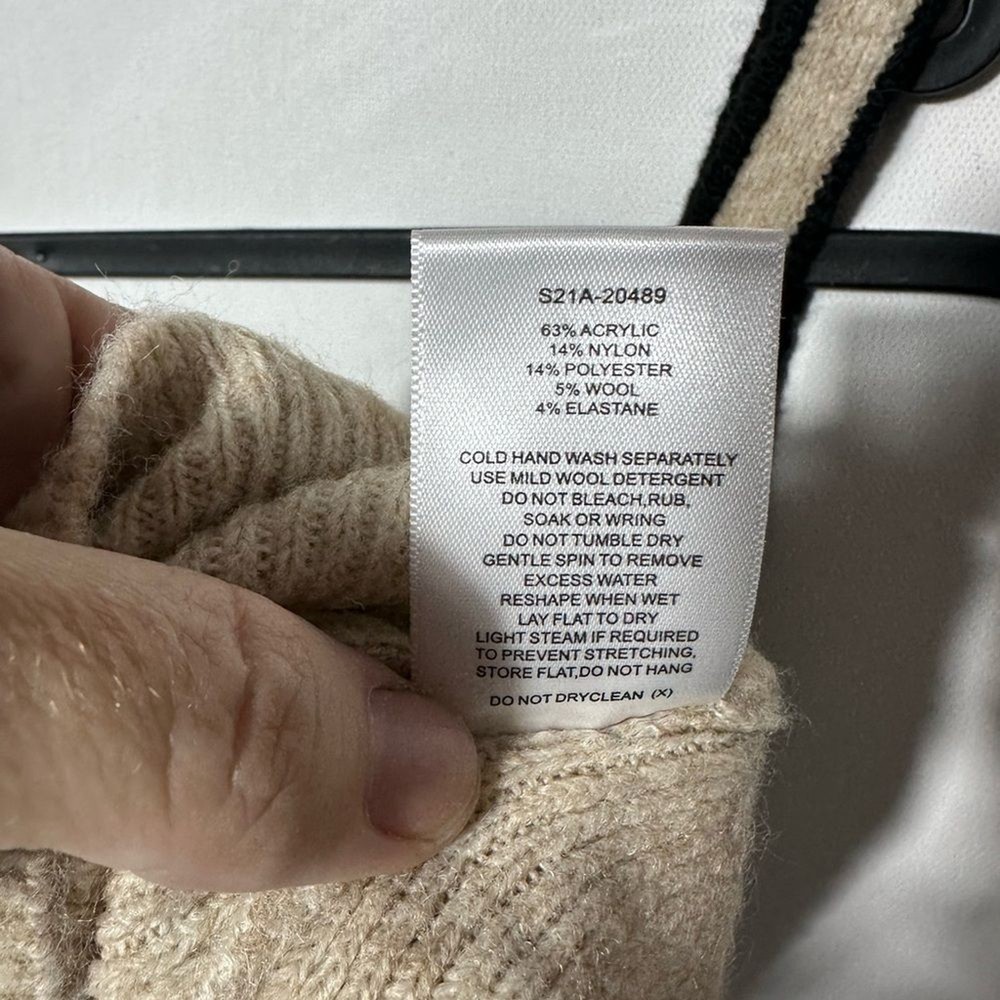 S21A-20489
63% ACRYLIC
14% NYLON
14% POLYESTER
5% WOOL
4% ELASTANE
COLD HAND WASH SEPARATELY
USE MILD WOOL DETERGENT
DO NOT BLEACH,RUB,
SOAK OR WRING
DO NOT TUMBLE DRY
GENTLE SPIN TO REMOVE
EXCESS WATER
RESHAPE WHEN WET
LAY FLAT TO DRY
LIGHT STEAM IF REQUIRED
TO PREVENT STRETCHING,
STORE FLAT,DO NOT HANG
DO NOT DRYCLEAN (X)